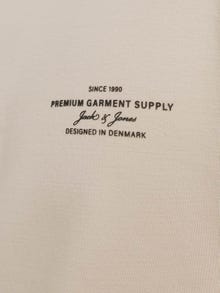 SINCE 1990
PREMIUM GARMENT SUPPLY
Jack & Jones
DESIGNED IN DENMARK